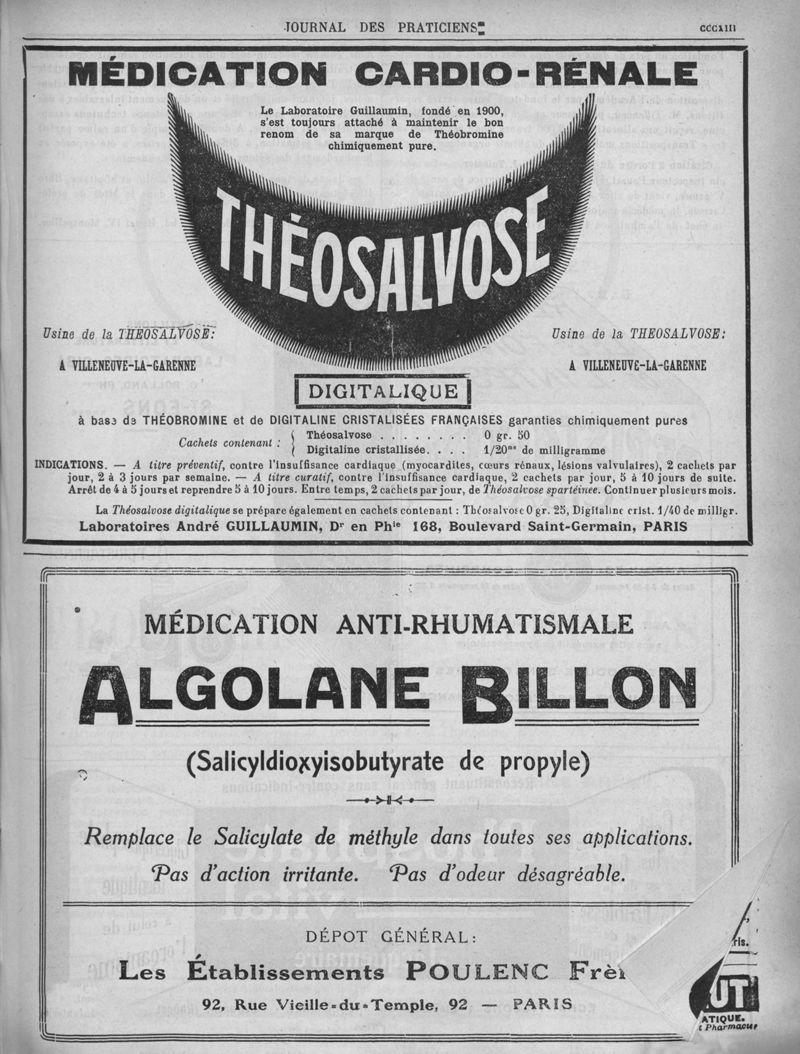 JOURNAL DES PRATICIENS
CCCXIII
MÉDICATION CARDIO-RÉNALE
Le Laboratoire Guillaumin, fondé en 1900,
s'est toujours attaché à maintenir le bon
renom de sa marque de Théobromine
chimiquement pure.
THÉOSALVOSE
Usine de la THEOSALVOSE:
A VILLENEUVE-LA-GARENNE
Usine de la THEOSALVOSE:
A VILLENEUVE-LA-GARENNE
DIGITALIQUE
à base de THÉOBROMINE et de DIGITALINE CRISTALISÉES FRANÇAISES garanties chimiquement pures
Cachets contenant :
Théosalvose . . . . . . . . 0 gr. 50
Digitaline cristallisée. . . . 1/20me de milligramme
INDICATIONS. — A titre préventif, contre l'insuffisance cardiaque (myocardites, cœurs rénaux, lésions valvulaires), 2 cachets par
jour, 2 à 3 jours par semaine. — A titre curatif, contre l'insuffisance cardiaque, 2 cachets par jour, 5 à 10 jours de suite.
Arrêt de 4 à 5 jours et reprendre 5 à 10 jours. Entre temps, 2 cachets par jour, de Théosalvose spartéinee. Continuer plusieurs mois.
La Théosalvose digitalique se prépare également en cachets contenant : Théosalvose 0 gr. 25, Digitaline crist. 1/40 de milligr.
Laboratoires André GUILLAUMIN, Dr en Phie 168, Boulevard Saint-Germain, PARIS
MÉDICATION ANTI-RHUMATISMALE
ALGOLANE BILLON
(Salicyldioxyisobutyrate de propyle)
Remplace le Salicylate de méthyle dans toutes ses applications.
Pas d'action irritante. Pas d'odeur désagréable.
DÉPOT GÉNÉRAL:
Les Établissements POULENC Frè
92, Rue Vieille-du-Temple, 92 — PARIS
ris.
UT
ATIQUE.
t Pharmacie